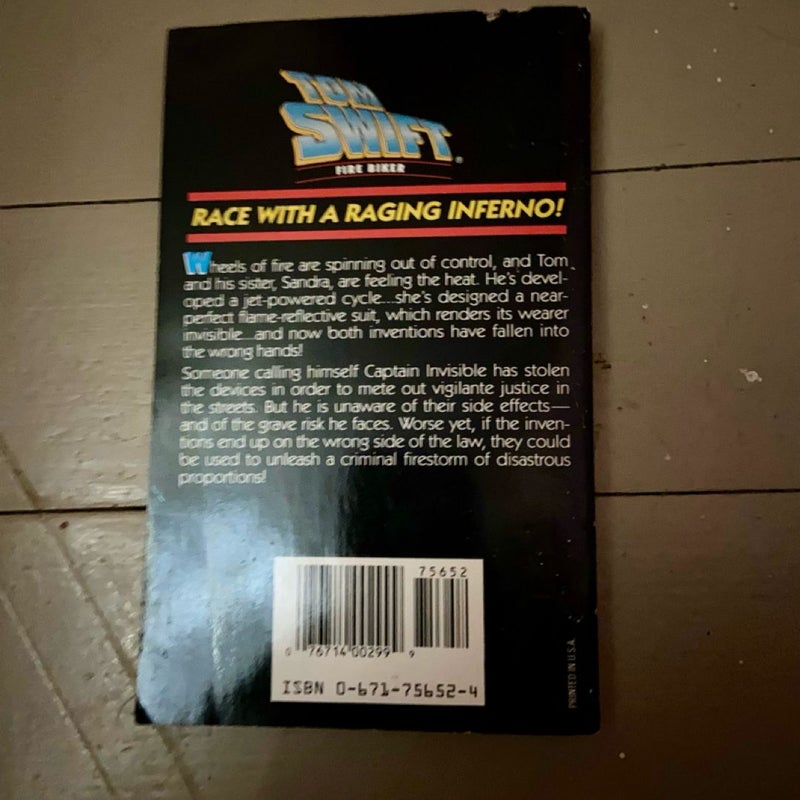 TOM
SWIFT
FIRE BIKER
RACE WITH A RAGING INFERNO!
Wheels of fire are spinning out of control, and Tom
and his sister, Sandra, are feeling the heat. He's devel-
oped a jet-powered cycle...she's designed a near-
perfect flame-reflective suit, which renders its wearer
invisible...and now both inventions have fallen into
the wrong hands!
Someone calling himself Captain Invisible has stolen
the devices in order to mete out vigilante justice in
the streets. But he is unaware of their side effects—
and of the grave risk he faces. Worse yet, if the inven-
tions end up on the wrong side of the law, they could
be used to unleash a criminal firestorm of disastrous
proportions!
75652
0 76714 00299 9
ISBN 0-671-75652-4
PRINTED IN U.S.A.